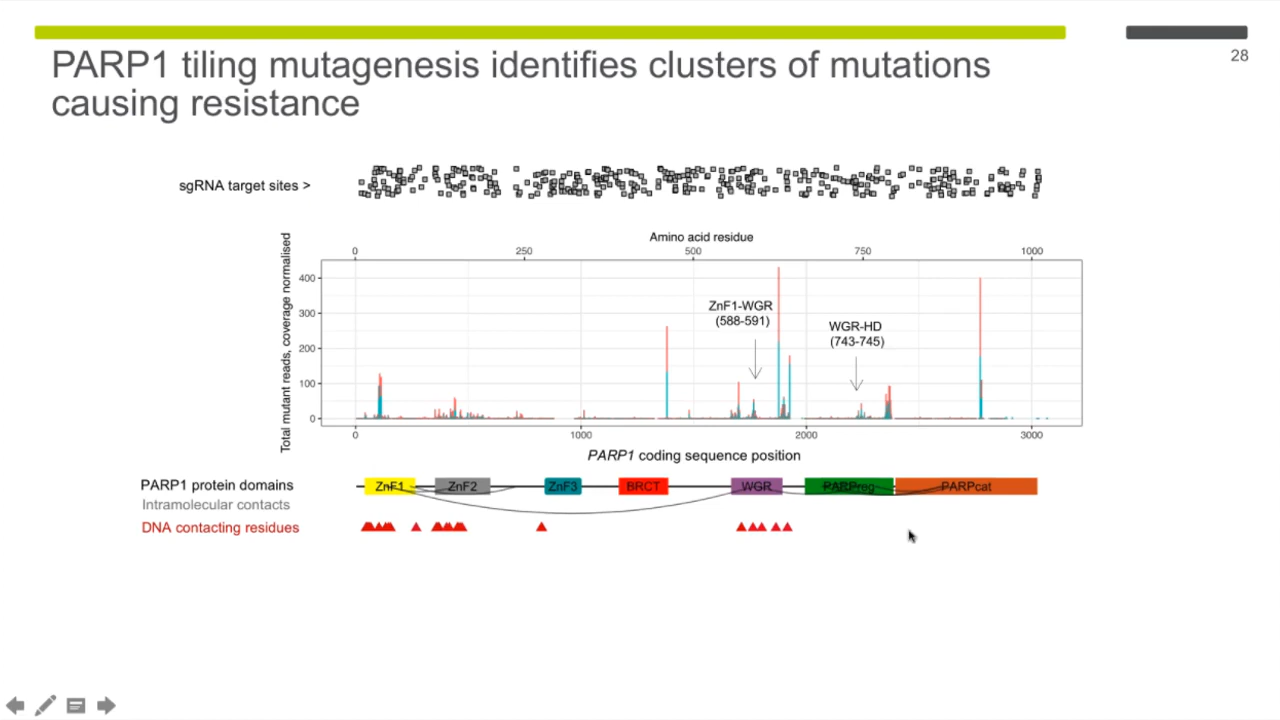 28
PARP1 tiling mutagenesis identifies clusters of mutations
causing resistance
sgRNA target sites >
Amino acid residue
0 250 500 750 1000
Total mutant reads, coverage normalised
400
300
200
100
0
ZnF1-WGR
(588-591)
WGR-HD
(743-745)
0 1000 2000 3000
PARP1 coding sequence position
PARP1 protein domains
ZnF1 ZnF2 ZnF3 BRCT WGR PARPreg PARPcat
Intramolecular contacts
DNA contacting residues